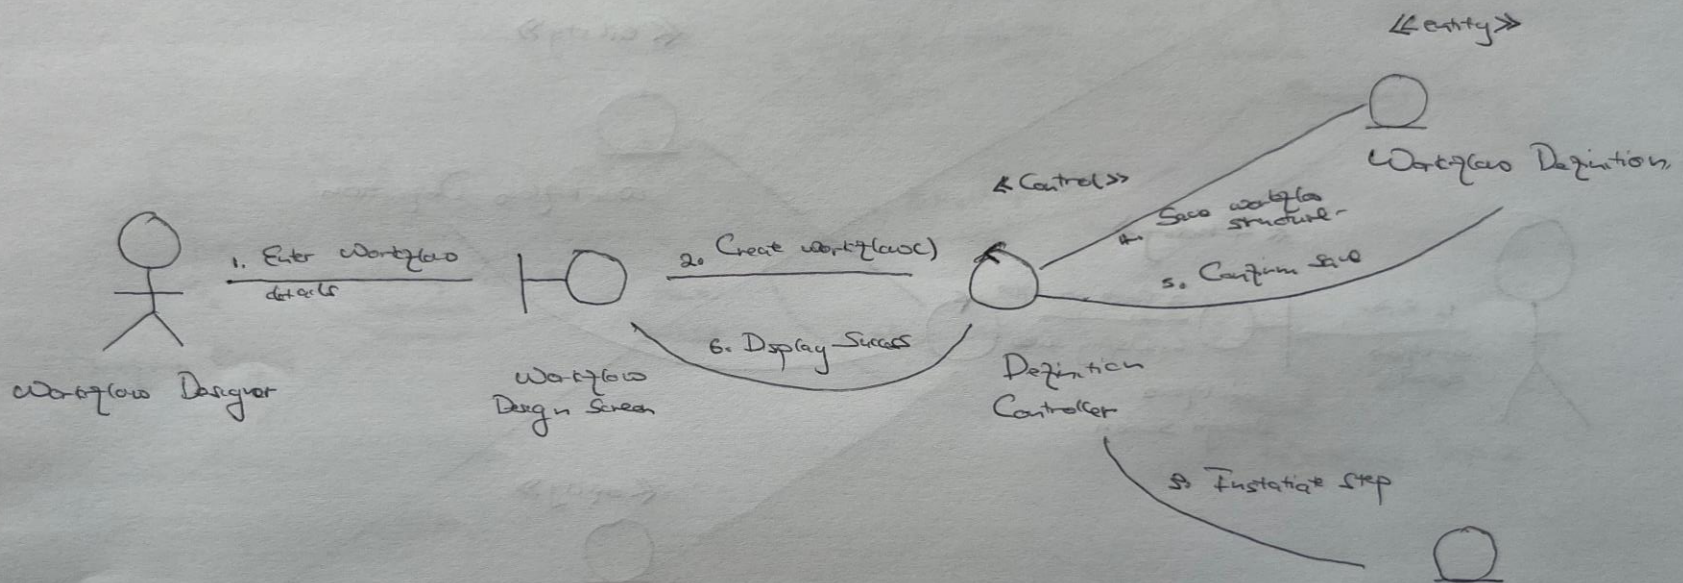 <<entity>>
Workflow Definition
<<Control>>
4. Save workflow
structure
1. Enter Workflow
details
2. Create workflow()
5. Confirm save
6. Display Success
Workflow Designer
Workflow
Design Screen
Definition
Controller
3. Instatiate step